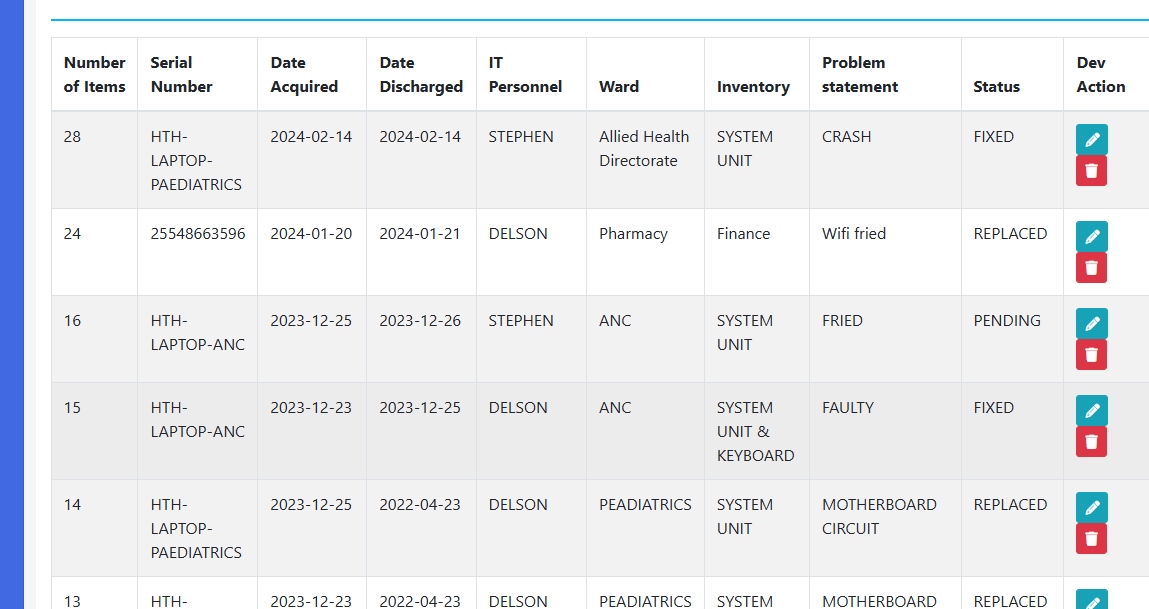 Number of Items
Serial Number
Date Acquired
Date Discharged
IT Personnel
Ward
Inventory
Problem statement
Status
Dev Action
28
HTH-
LAPTOP-
PAEDIATRICS
2024-02-14
2024-02-14
STEPHEN
Allied Health
Directorate
SYSTEM
UNIT
CRASH
FIXED
24
25548663596
2024-01-20
2024-01-21
DELSON
Pharmacy
Finance
Wifi fried
REPLACED
16
HTH-
LAPTOP-ANC
2023-12-25
2023-12-26
STEPHEN
ANC
SYSTEM
UNIT
FRIED
PENDING
15
HTH-
LAPTOP-ANC
2023-12-23
2023-12-25
DELSON
ANC
SYSTEM
UNIT &
KEYBOARD
FAULTY
FIXED
14
HTH-
LAPTOP-
PAEDIATRICS
2023-12-25
2022-04-23
DELSON
PEADIATRICS
SYSTEM
UNIT
MOTHERBOARD
CIRCUIT
REPLACED
13
HTH-
2023-12-23
2022-04-23
DELSON
PEADIATRICS
SYSTEM
MOTHERBOARD
REPLACED